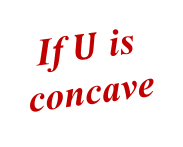 If U is
concave